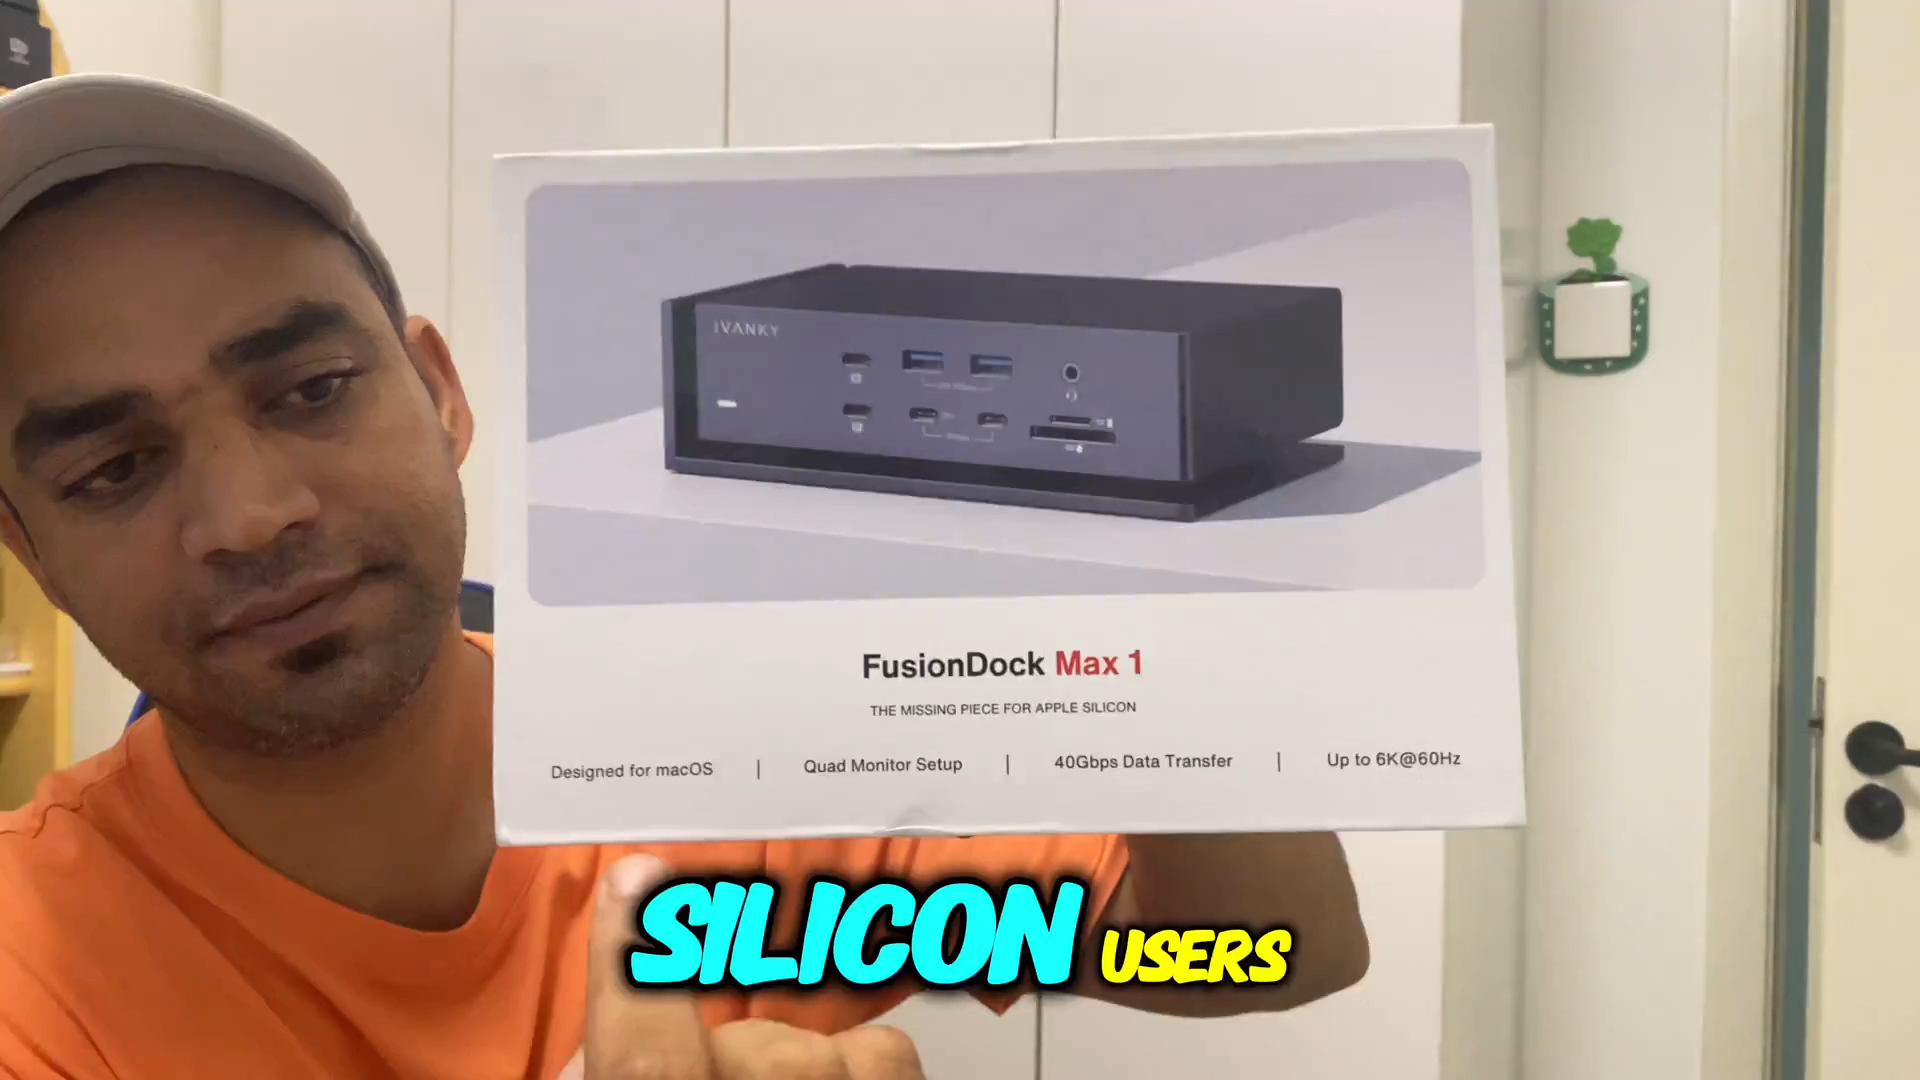 iVANKY
FusionDock Max 1
THE MISSING PIECE FOR APPLE SILICON
Designed for macOS | Quad Monitor Setup | 40Gbps Data Transfer | Up to 6K@60Hz
SILICON USERS